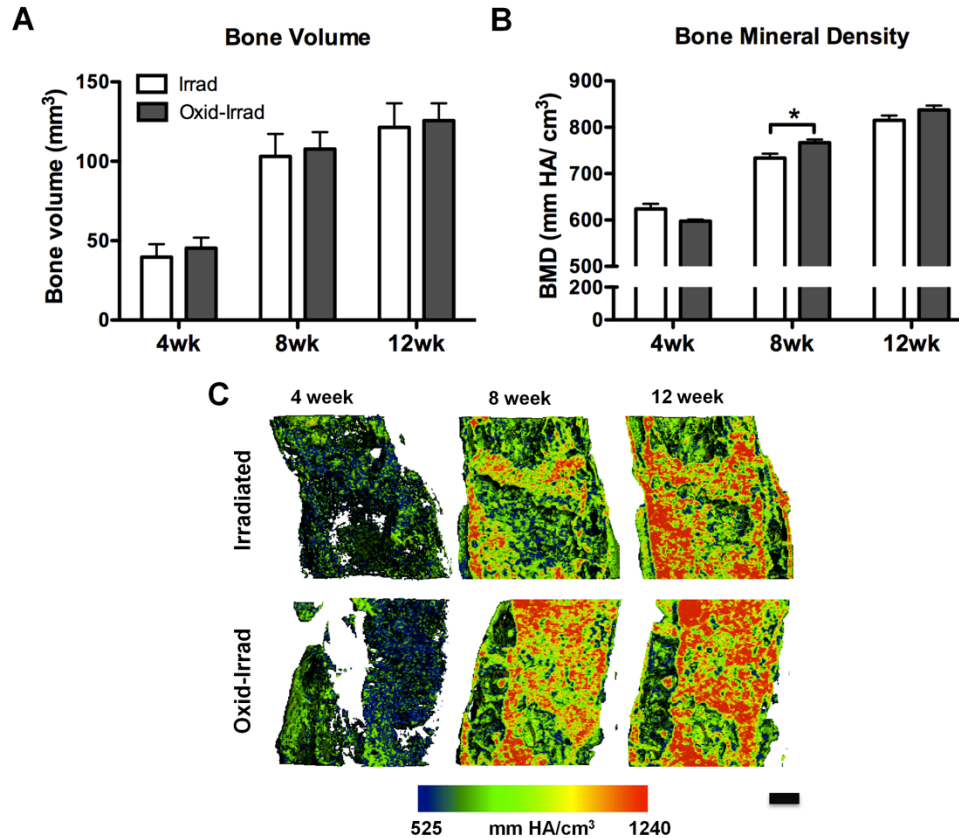 A
Bone Volume
Irrad
Oxid-Irrad
Bone volume (mm³)
150
100
50
0
4wk 8wk 12wk
B
Bone Mineral Density
*
BMD (mm HA/ cm³)
900
800
700
600
500
200
0
4wk 8wk 12wk
C
4 week 8 week 12 week
Irradiated
Oxid-Irrad
525 mm HA/cm³ 1240